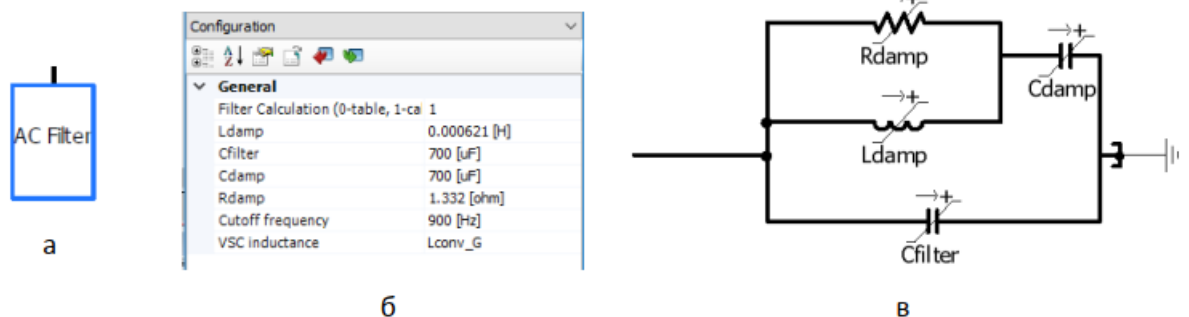 AC Filter
а
Configuration
General
Filter Calculation (0-table, 1-cal 1
Ldamp 0.000621 [H]
Cfilter 700 [uF]
Cdamp 700 [uF]
Rdamp 1.332 [ohm]
Cutoff frequency 900 [Hz]
VSC inductance Lconv_G
б
Rdamp
Cdamp
Ldamp
Cfilter
в